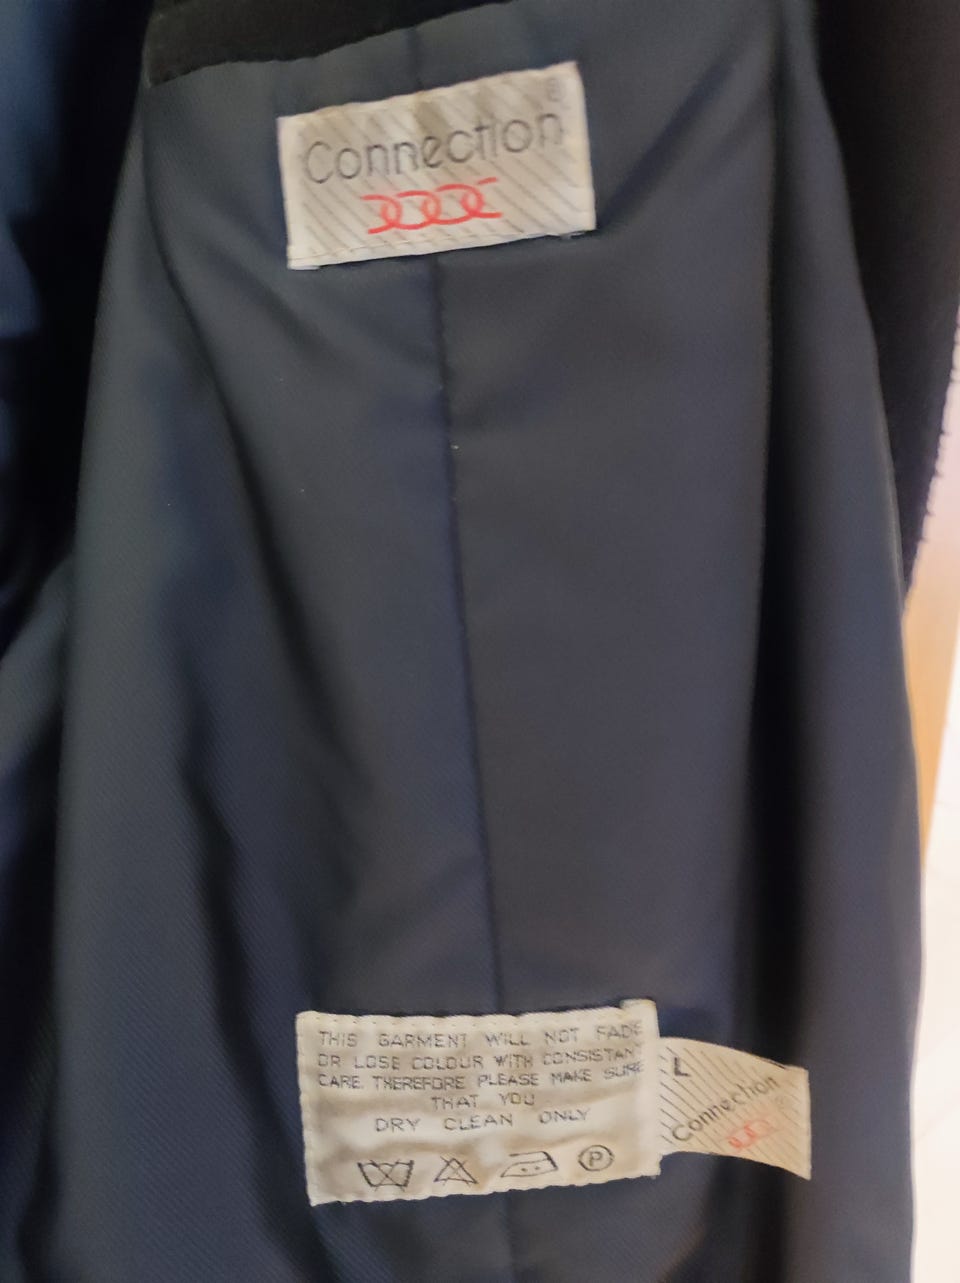 Connection ®
THIS GARMENT WILL NOT FADE
OR LOSE COLOUR WITH CONSISTANT
CARE. THEREFORE PLEASE MAKE SURE
THAT YOU
DRY CLEAN ONLY
P
L
Connection